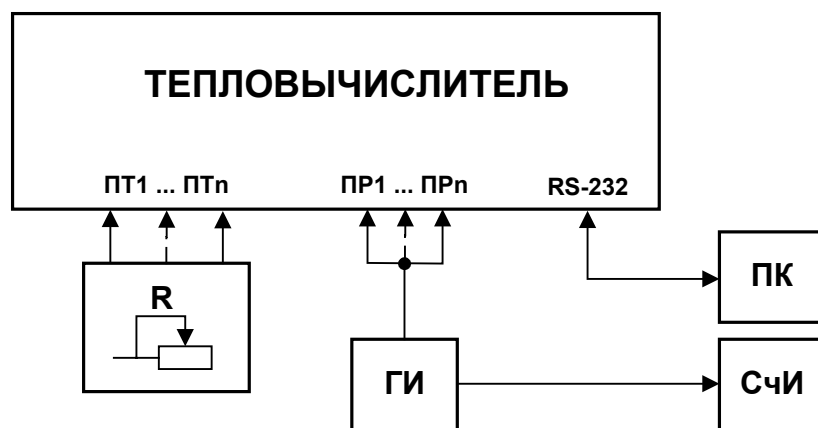 ТЕПЛОВЫЧИСЛИТЕЛЬ
ПТ1 ... ПТn ПР1 ... ПРn RS-232
ПК
R
ГИ СчИ